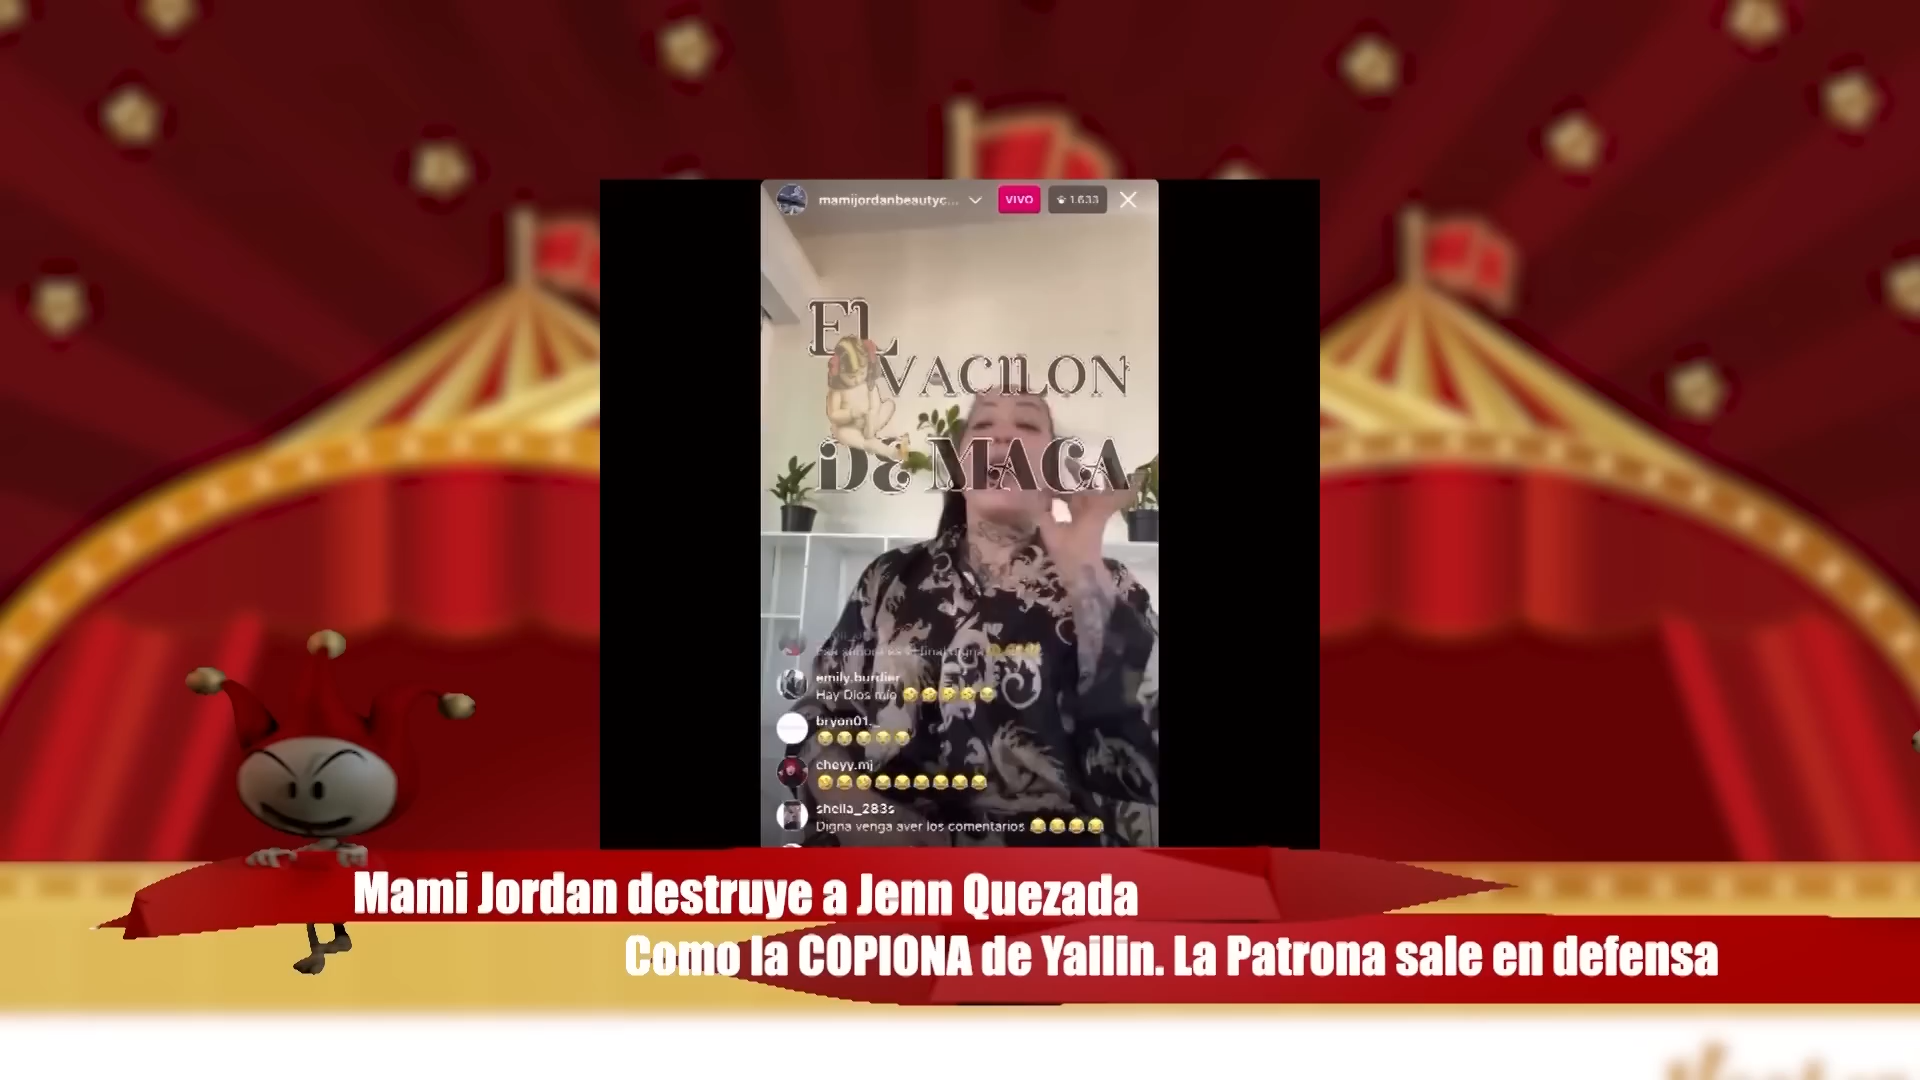 mamijordanbeautyc...
VIVO
1.633
EL
VACILON
DE MACA
emily.burdier
Hay Dios mio 😂😂😂😂😂
bryon01._
😂😂😂😂😂
cheyy.mj
😂😂😂😂😂😂😂😂😂
sheila_283s
Digna venga aver los comentarios 😂😂😂😂
Mami Jordan destruye a Jenn Quezada
Como la COPIONA de Yailin. La Patrona sale en defensa